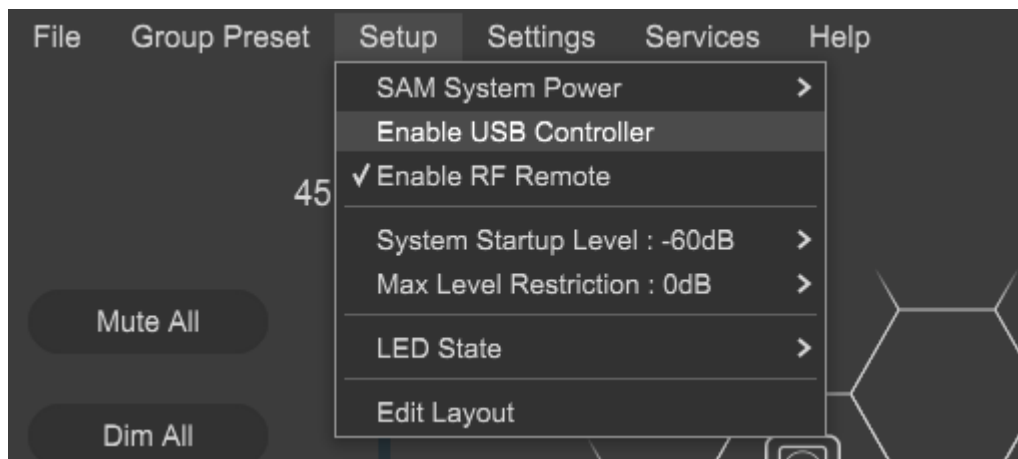 File Group Preset Setup Settings Services Help
SAM System Power
Enable USB Controller
Enable RF Remote
45
System Startup Level : -60dB
Max Level Restriction : 0dB
Mute All
LED State
Edit Layout
Dim All